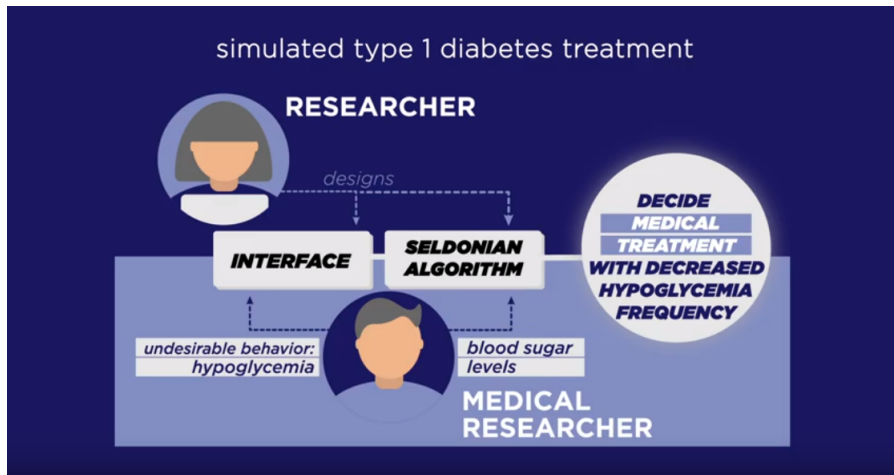 simulated type 1 diabetes treatment
RESEARCHER
designs
INTERFACE
SELDONIAN
ALGORITHM
DECIDE
MEDICAL
TREATMENT
WITH DECREASED
HYPOGLYCEMIA
FREQUENCY
undesirable behavior:
hypoglycemia
blood sugar
levels
MEDICAL
RESEARCHER